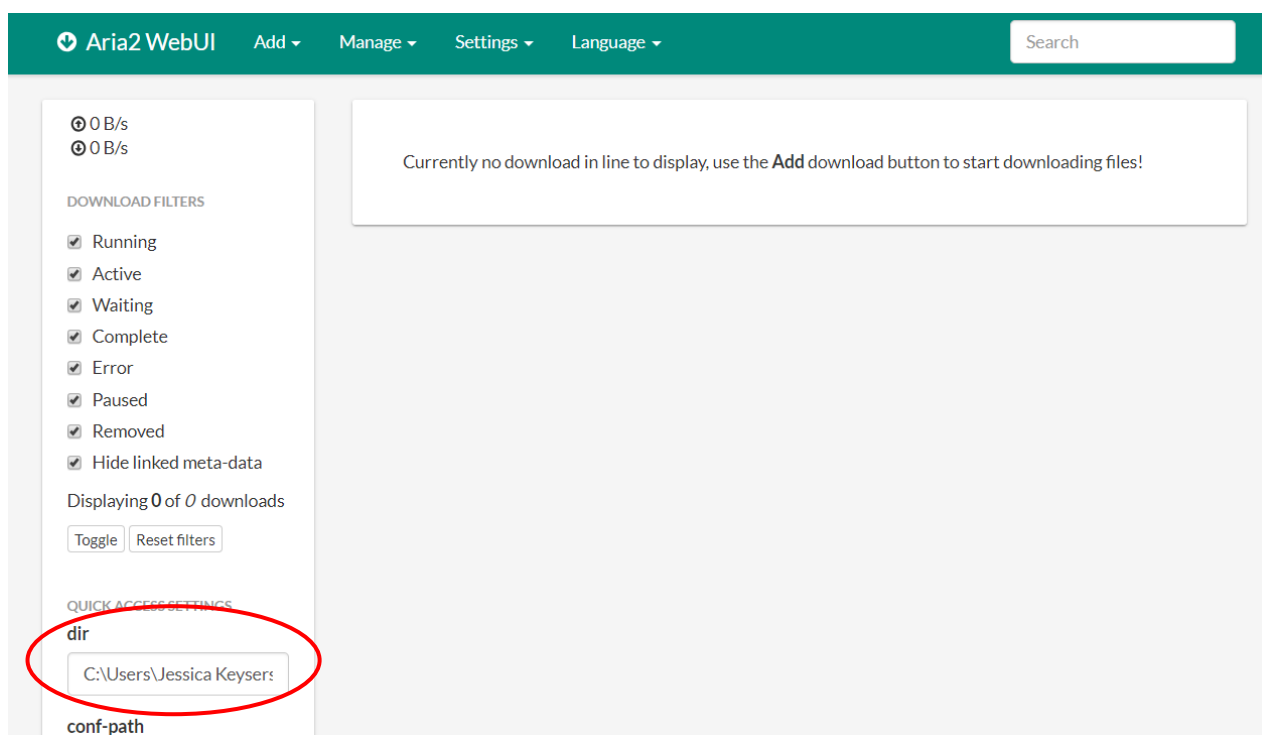 Aria2 WebUI Add Manage Settings Language Search
0 B/s
0 B/s
Currently no download in line to display, use the Add download button to start downloading files!
DOWNLOAD FILTERS
Running
Active
Waiting
Complete
Error
Paused
Removed
Hide linked meta-data
Displaying 0 of 0 downloads
Toggle Reset filters
QUICK ACCESS SETTINGS
dir
C:\Users\Jessica Keysers
conf-path